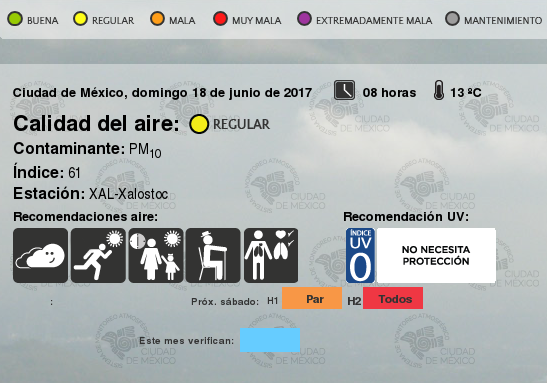 BUENA REGULAR MALA MUY MALA EXTREMADAMENTE MALA MANTENIMIENTO
Ciudad de México, domingo 18 de junio de 2017 08 horas 13 ºC
Calidad del aire: REGULAR
Contaminante: PM10
Índice: 61
Estación: XAL-Xalostoc
Recomendaciones aire: Recomendación UV:
ÍNDICE
UV
0
NO NECESITA
PROTECCIÓN
: Próx. sábado: H1 Par H2 Todos
Este mes verifican:
CIUDAD
DE MÉXICO